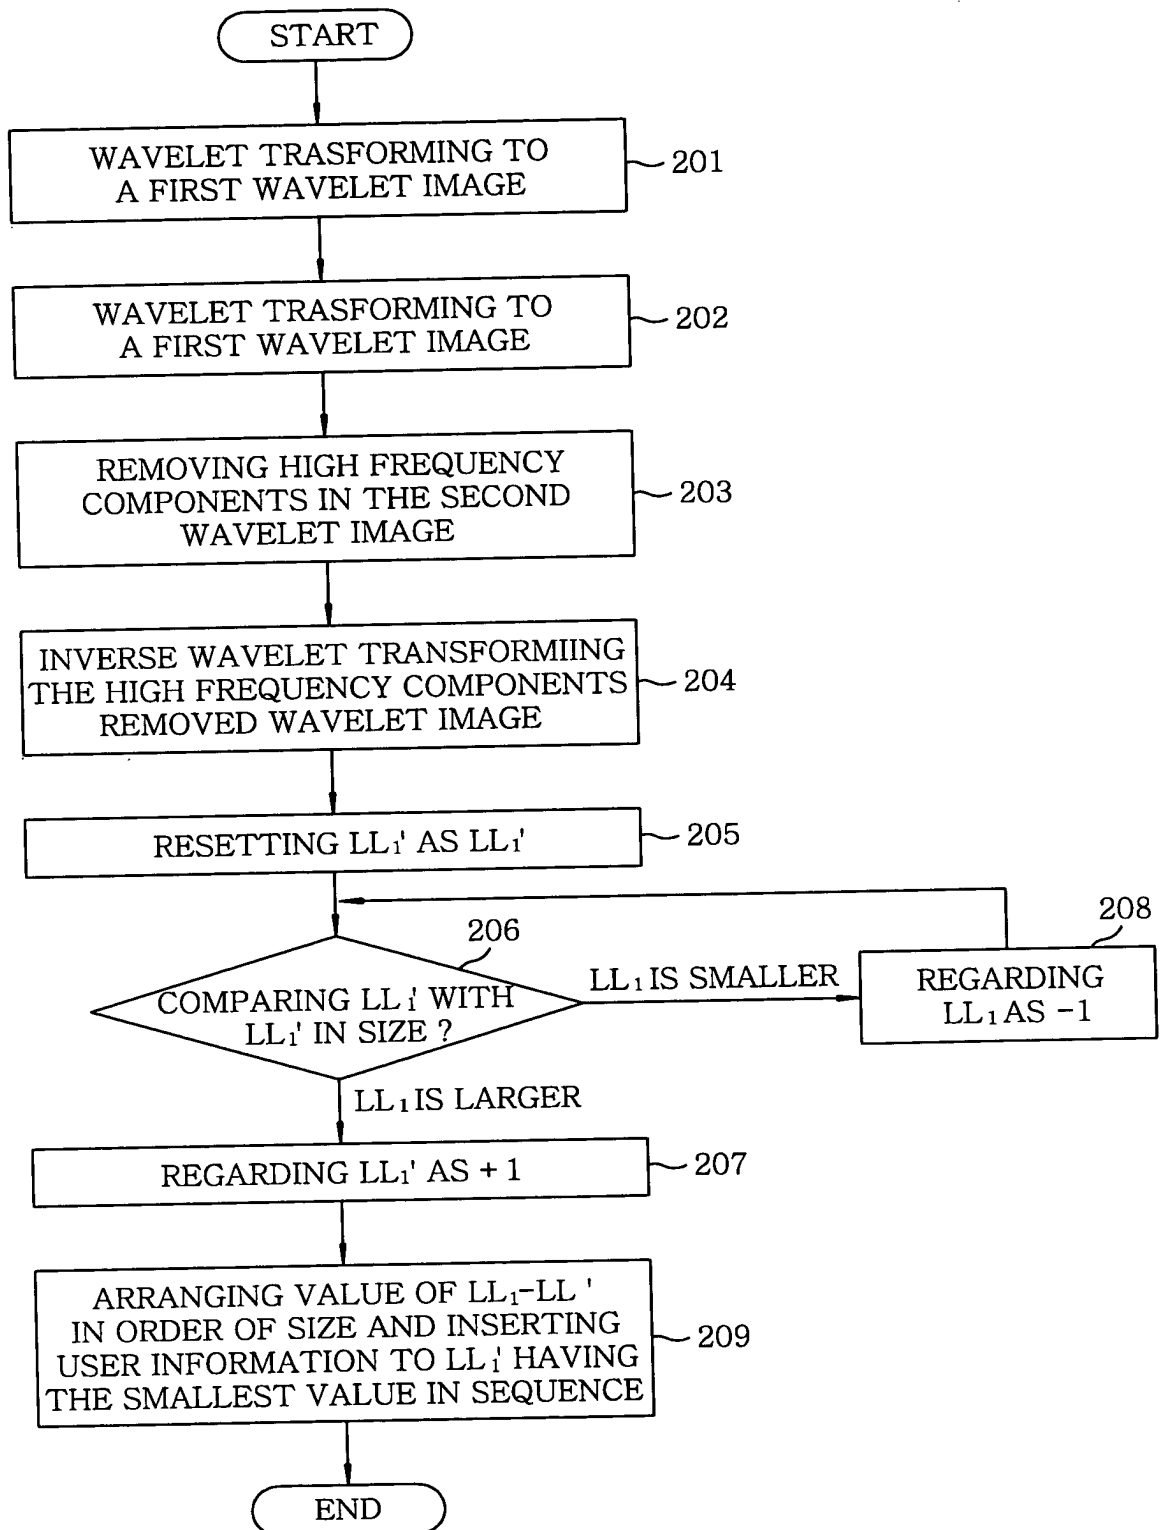 START
WAVELET TRASFORMING TO
A FIRST WAVELET IMAGE
201
WAVELET TRASFORMING TO
A FIRST WAVELET IMAGE
202
REMOVING HIGH FREQUENCY
COMPONENTS IN THE SECOND
WAVELET IMAGE
203
INVERSE WAVELET TRANSFORMIING
THE HIGH FREQUENCY COMPONENTS
REMOVED WAVELET IMAGE
204
RESETTING LL₁' AS LL₁'
205
206
COMPARING LL₁' WITH
LL₁' IN SIZE ?
LL₁ IS SMALLER
208
REGARDING
LL₁ AS -1
LL₁ IS LARGER
REGARDING LL₁' AS + 1
207
ARRANGING VALUE OF LL₁-LL '
IN ORDER OF SIZE AND INSERTING
USER INFORMATION TO LL₁' HAVING
THE SMALLEST VALUE IN SEQUENCE
209
END